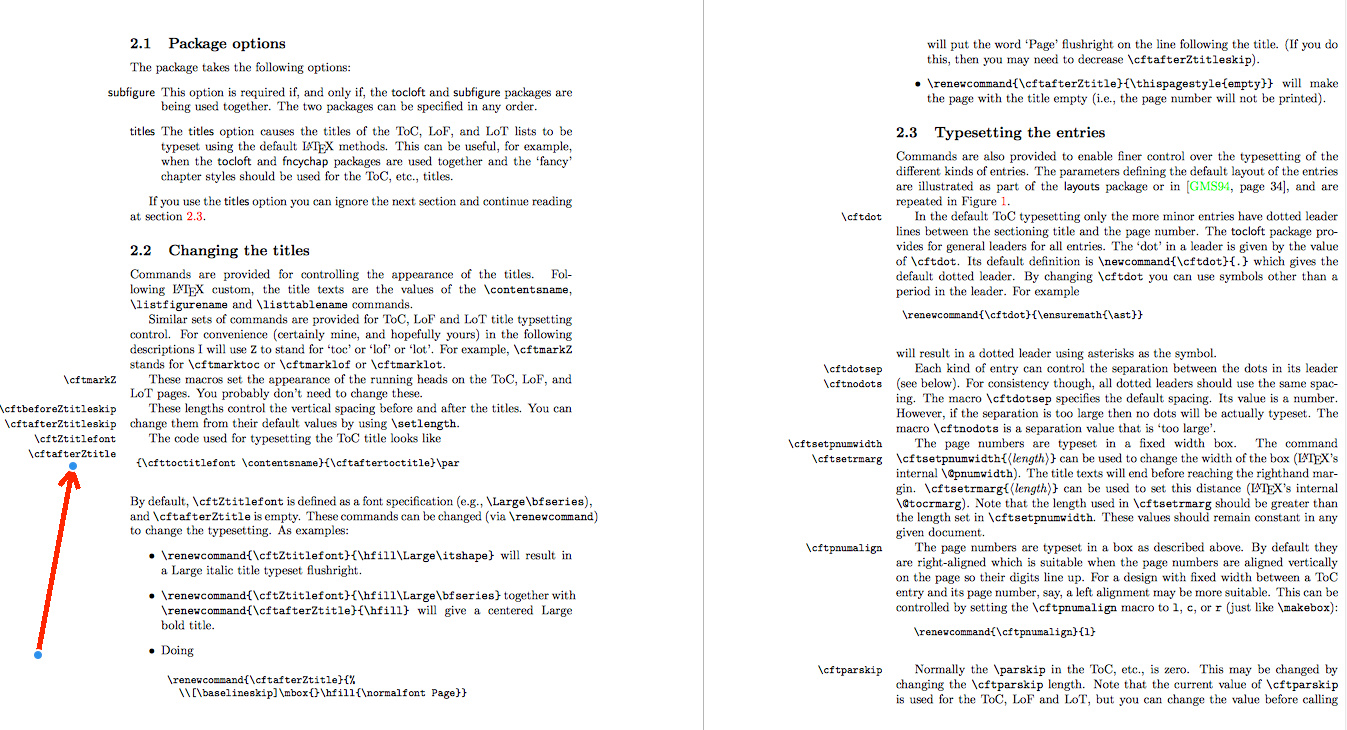 2.1 Package options
The package takes the following options:
subfigure This option is required if, and only if, the tocloft and subfigure packages are
being used together. The two packages can be specified in any order.
titles The titles option causes the titles of the ToC, LoF, and LoT lists to be
typeset using the default LATEX methods. This can be useful, for example,
when the tocloft and fncychap packages are used together and the ‘fancy’
chapter styles should be used for the ToC, etc., titles.
If you use the titles option you can ignore the next section and continue reading
at section 2.3.
2.2 Changing the titles
Commands are provided for controlling the appearance of the titles. Fol-
lowing LATEX custom, the title texts are the values of the \contentsname,
\listfigurename and \listtablename commands.
Similar sets of commands are provided for ToC, LoF and LoT title typsetting
control. For convenience (certainly mine, and hopefully yours) in the following
descriptions I will use Z to stand for ‘toc’ or ‘lof’ or ‘lot’. For example, \cftmarkZ
stands for \cftmarktoc or \cftmarklof or \cftmarklot.
\cftmarkZ These macros set the appearance of the running heads on the ToC, LoF, and
LoT pages. You probably don’t need to change these.
\cftbeforeZtitleskip These lengths control the vertical spacing before and after the titles. You can
\cftafterZtitleskip change them from their default values by using \setlength.
\cftZtitlefont The code used for typesetting the ToC title looks like
\cftafterZtitle
{\cfttoctitlefont \contentsname}{\cftaftertoctitle}\par
By default, \cftZtitlefont is defined as a font specification (e.g., \Large\bfseries),
and \cftafterZtitle is empty. These commands can be changed (via \renewcommand)
to change the typesetting. As examples:
• \renewcommand{\cftZtitlefont}{\hfill\Large\itshape} will result in
a Large italic title typeset flushright.
• \renewcommand{\cftZtitlefont}{\hfill\Large\bfseries} together with
\renewcommand{\cftafterZtitle}{\hfill} will give a centered Large
bold title.
• Doing
\renewcommand{\cftafterZtitle}{%
\\[\baselineskip]\mbox{}\hfill{\normalfont Page}}
will put the word ‘Page’ flushright on the line following the title. (If you do
this, then you may need to decrease \cftafterZtitleskip).
• \renewcommand{\cftafterZtitle}{\thispagestyle{empty}} will make
the page with the title empty (i.e., the page number will not be printed).
2.3 Typesetting the entries
Commands are also provided to enable finer control over the typesetting of the
different kinds of entries. The parameters defining the default layout of the entries
are illustrated as part of the layouts package or in [GMS94, page 34], and are
repeated in Figure 1.
\cftdot In the default ToC typesetting only the more minor entries have dotted leader
lines between the sectioning title and the page number. The tocloft package pro-
vides for general leaders for all entries. The ‘dot’ in a leader is given by the value
of \cftdot. Its default definition is \newcommand{\cftdot}{.} which gives the
default dotted leader. By changing \cftdot you can use symbols other than a
period in the leader. For example
\renewcommand{\cftdot}{\ensuremath{\ast}}
will result in a dotted leader using asterisks as the symbol.
\cftdotsep Each kind of entry can control the separation between the dots in its leader
\cftnodots (see below). For consistency though, all dotted leaders should use the same spac-
ing. The macro \cftdotsep specifies the default spacing. Its value is a number.
However, if the separation is too large then no dots will be actually typeset. The
macro \cftnodots is a separation value that is ‘too large’.
\cftsetpnumwidth The page numbers are typeset in a fixed width box. The command
\cftsetrmarg \cftsetpnumwidth{⟨length⟩} can be used to change the width of the box (LATEX’s
internal \@pnumwidth). The title texts will end before reaching the righthand mar-
gin. \cftsetrmarg{⟨length⟩} can be used to set this distance (LATEX’s internal
\@tocrmarg). Note that the length used in \cftsetrmarg should be greater than
the length set in \cftsetpnumwidth. These values should remain constant in any
given document.
\cftpnumalign The page numbers are typeset in a box as described above. By default they
are right-aligned which is suitable when the page numbers are aligned vertically
on the page so their digits line up. For a design with fixed width between a ToC
entry and its page number, say, a left alignment may be more suitable. This can be
controlled by setting the \cftpnumalign macro to l, c, or r (just like \makebox):
\renewcommand{\cftpnumalign}{l}
\cftparskip Normally the \parskip in the ToC, etc., is zero. This may be changed by
changing the \cftparskip length. Note that the current value of \cftparskip
is used for the ToC, LoF and LoT, but you can change the value before calling